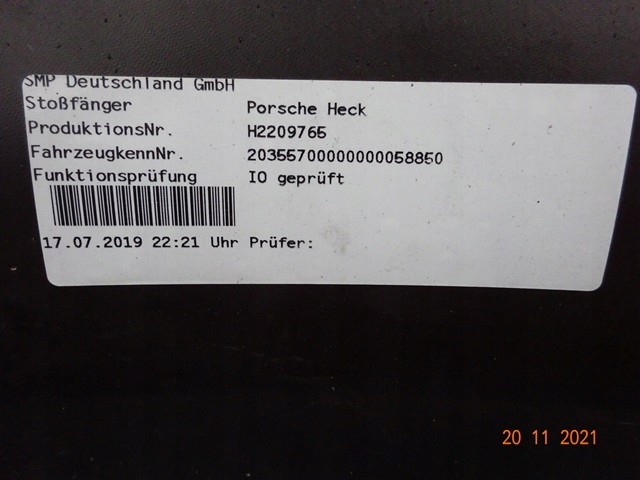 SMP Deutschland GmbH
Stoßfänger Porsche Heck
ProduktionsNr. H2209765
FahrzeugkennNr. 20355700000000058850
Funktionsprüfung IO geprüft
17.07.2019 22:21 Uhr Prüfer:
20 11 2021